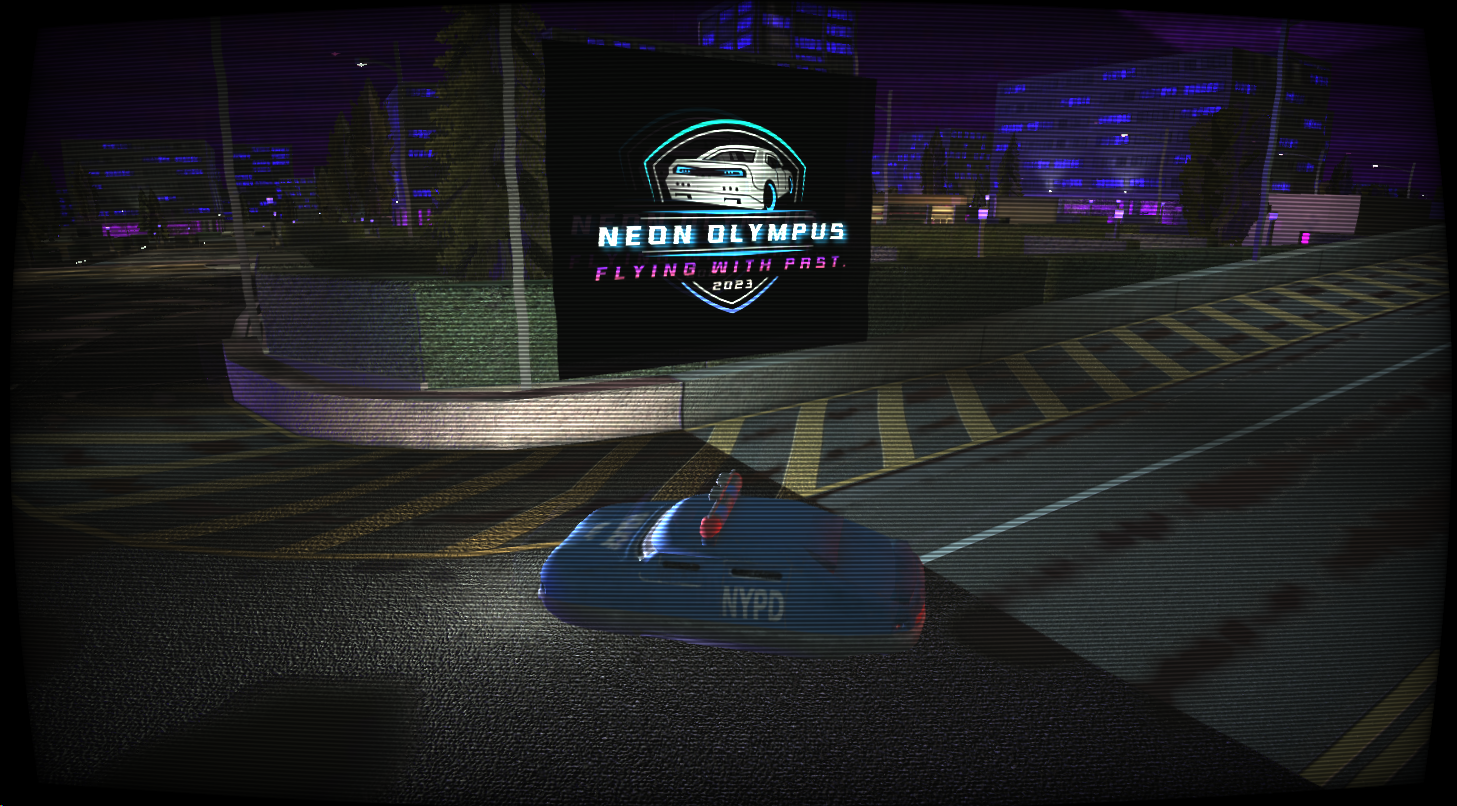 NEON OLYMPUS
FLYING WITH PAST.
2023
NYPD